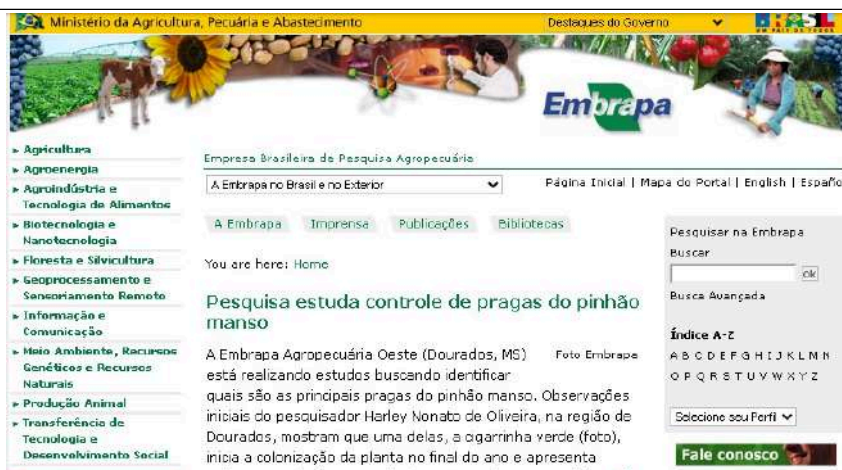 Ministério da Agricultura, Pecuária e Abastecimento
Destaques do Governo
BRASIL
UM PAÍS DE TODOS
Embrapa
Agricultura
Agroenergia
Agroindústria e
Tecnologia de Alimentos
Biotecnologia e
Nanotecnologia
Floresta e Silvicultura
Geoprocessamento e
Sensoriamento Remoto
Informação e
Comunicação
Meio Ambiente, Recursos
Genéticos e Recursos
Naturais
Produção Animal
Transferência de
Tecnologia e
Desenvolvimento Social
Empresa Brasileira de Pesquisa Agropecuária
A Embrapa no Brasil e no Exterior
Página Inicial | Mapa do Portal | English | Españo
A Embrapa Imprensa Publicações Bibliotecas
You are here: Home
Pesquisa estuda controle de pragas do pinhão
manso
A Embrapa Agropecuária Oeste (Dourados, MS)
Foto Embrapa
está realizando estudos buscando identificar
quais são as principais pragas do pinhão manso. Observações
iniciais do pesquisador Harley Nonato de Oliveira, na região de
Dourados, mostram que uma delas, a cigarrinha verde (foto),
inicia a colonização da planta no final do ano e apresenta
Pesquisar na Embrapa
Buscar
ok
Busca Avançada
Índice A-Z
A B C D E F G H I J K L M N
O P Q R S T U V W X Y Z
Selecione seu Perfil
Fale conosco